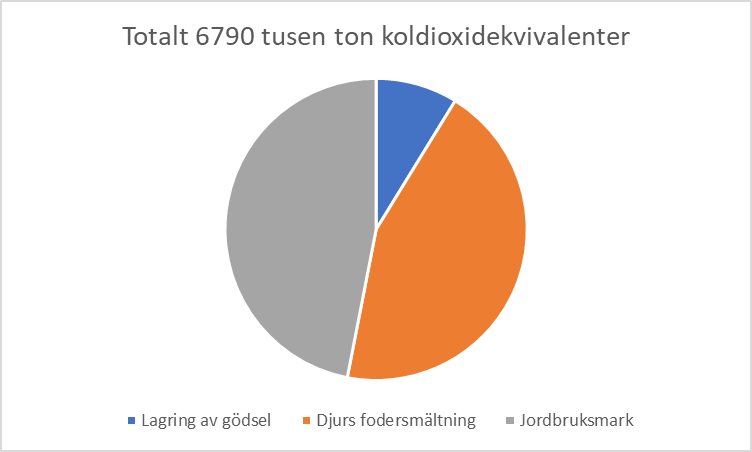 Totalt 6790 tusen ton koldioxidekvivalenter
Lagring av gödsel Djurs fodersmältning Jordbruksmark